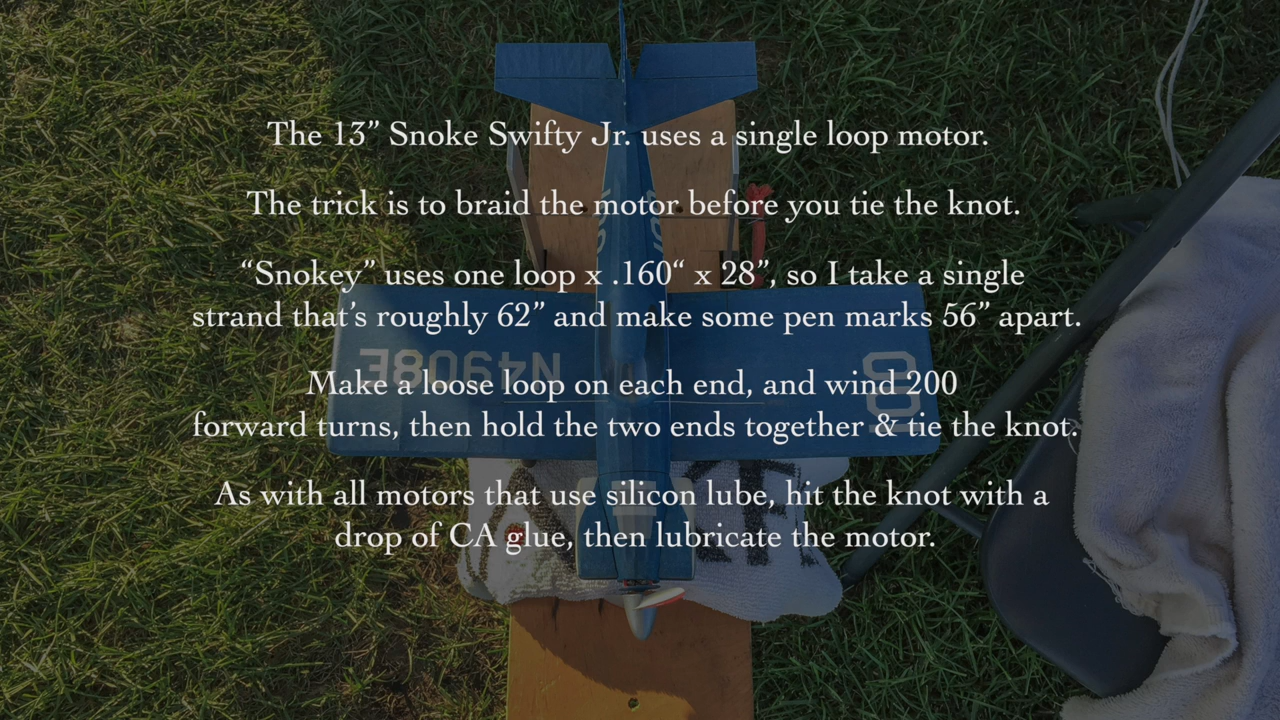 The 13” Snoke Swifty Jr. uses a single loop motor.
The trick is to braid the motor before you tie the knot.
“Snokey” uses one loop x .160“ x 28”, so I take a single
strand that’s roughly 62” and make some pen marks 56” apart.
Make a loose loop on each end, and wind 200
forward turns, then hold the two ends together & tie the knot.
As with all motors that use silicon lube, hit the knot with a
drop of CA glue, then lubricate the motor.
N4908E